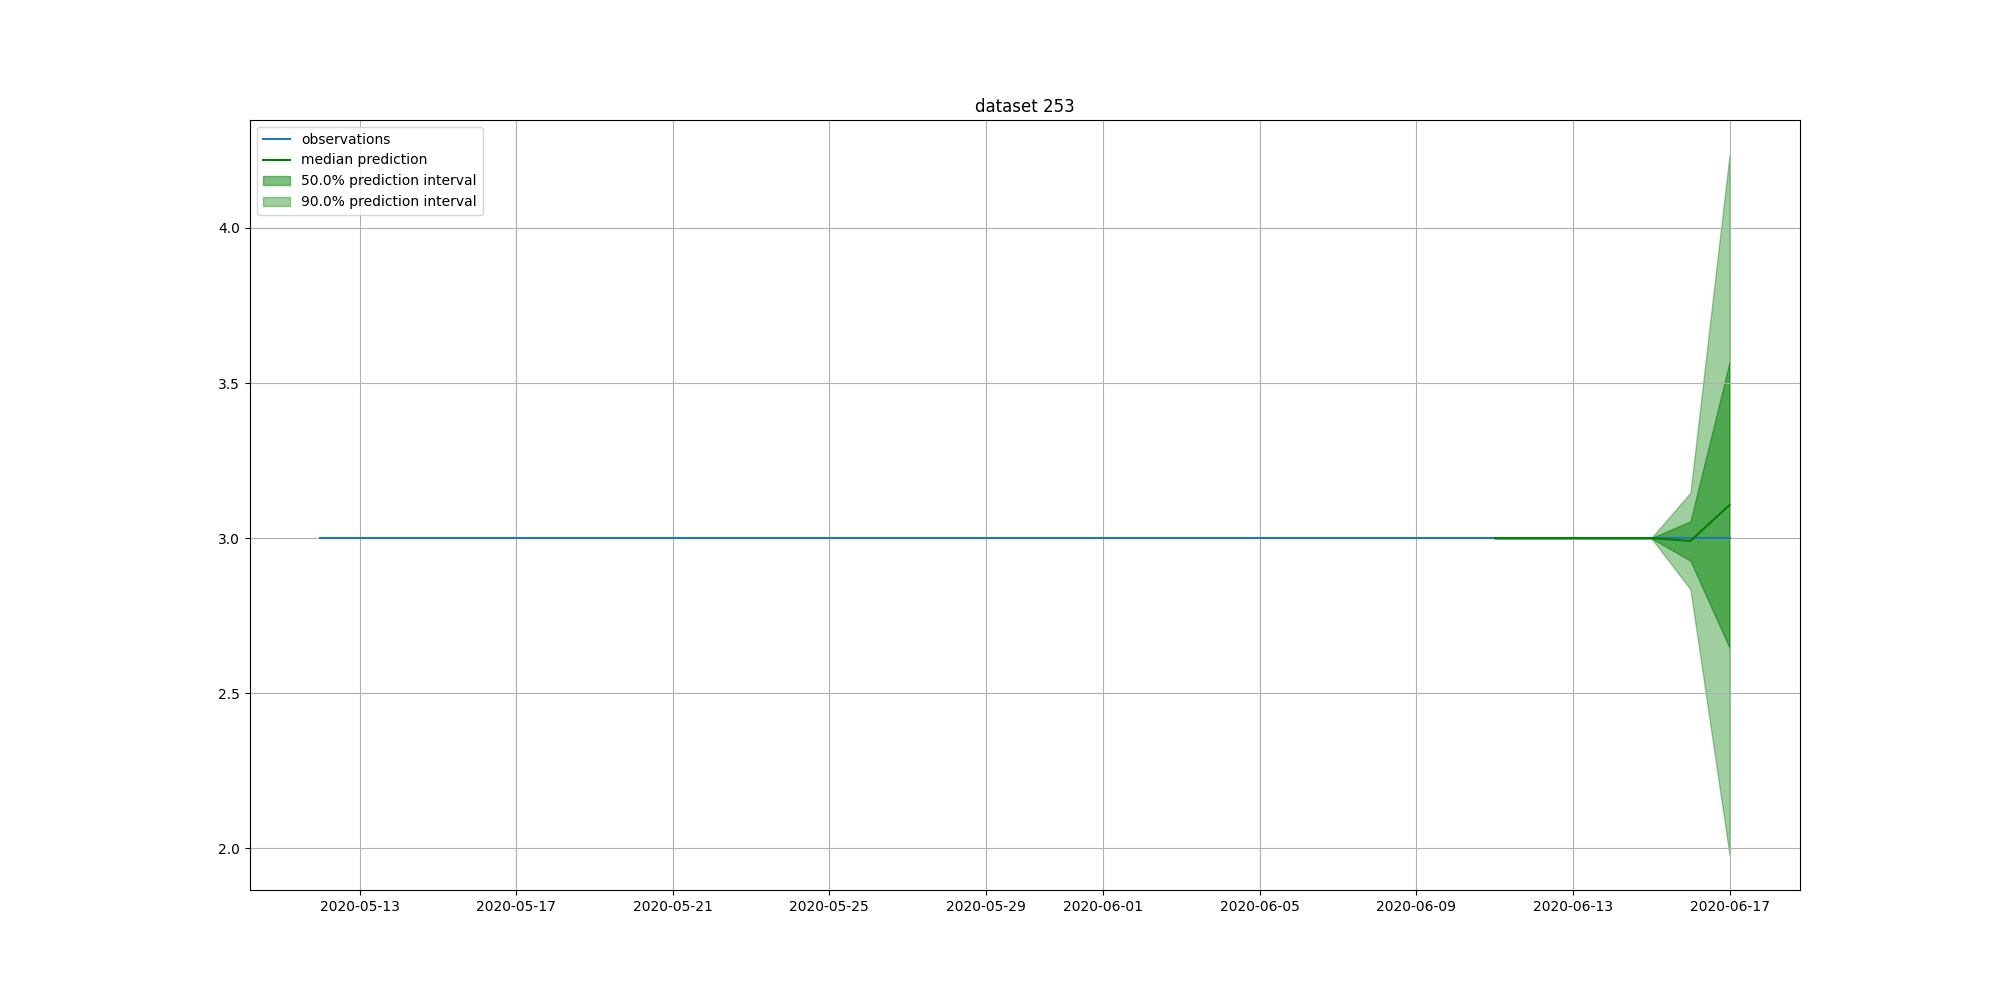 dataset 253
observations
median prediction
50.0% prediction interval
90.0% prediction interval
4.0
3.5
3.0
2.5
2.0
2020-05-13 2020-05-17 2020-05-21 2020-05-25 2020-05-29 2020-06-01 2020-06-05 2020-06-09 2020-06-13 2020-06-17